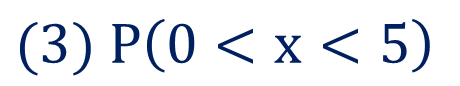 (3) P(0 < x < 5)